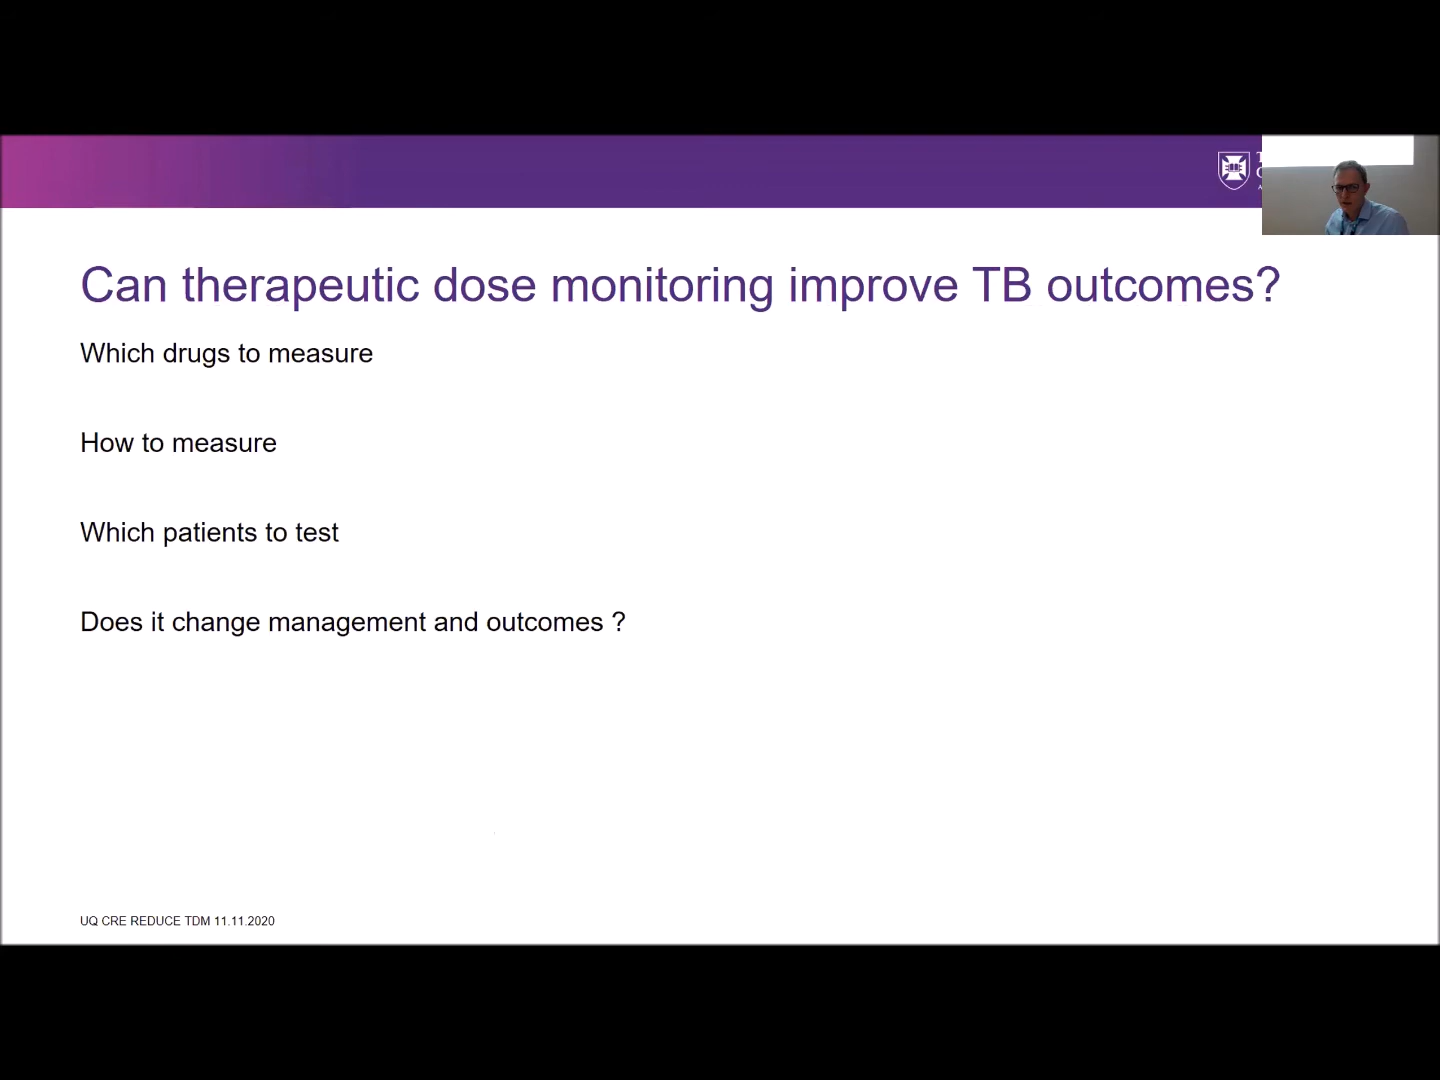 Can therapeutic dose monitoring improve TB outcomes?
Which drugs to measure
How to measure
Which patients to test
Does it change management and outcomes ?
UQ CRE REDUCE TDM 11.11.2020